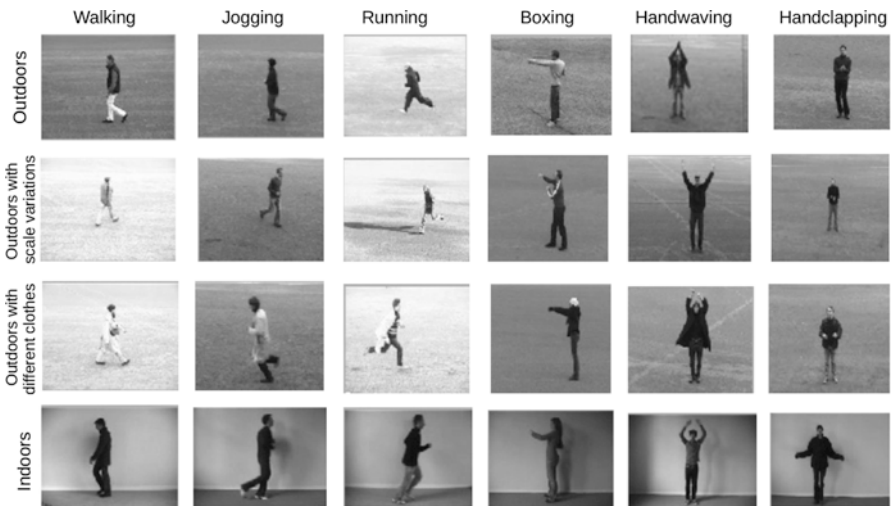 Walking Jogging Running Boxing Handwaving Handclapping
Outdoors
Outdoors with
scale variations
Outdoors with
different clothes
Indoors